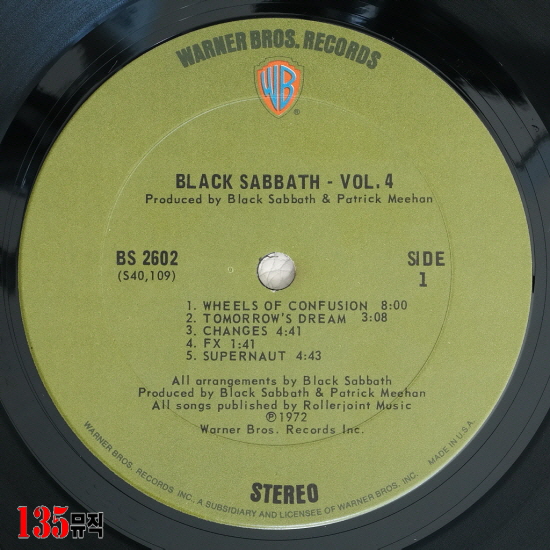 WARNER BROS. RECORDS
WB
®
BLACK SABBATH - VOL. 4
Produced by Black Sabbath & Patrick Meehan
BS 2602
(S40,109)
SIDE
1
1. WHEELS OF CONFUSION 8:00
2. TOMORROW'S DREAM 3:08
3. CHANGES 4:41
4. FX 1:41
5. SUPERNAUT 4:43
All arrangements by Black Sabbath
Produced by Black Sabbath & Patrick Meehan
All songs published by Rollerjoint Music
℗1972
Warner Bros. Records Inc.
WARNER BROS. RECORDS INC. A SUBSIDIARY AND LICENSEE OF WARNER BROS. INC. MADE IN U.S.A.
STEREO
135뮤직